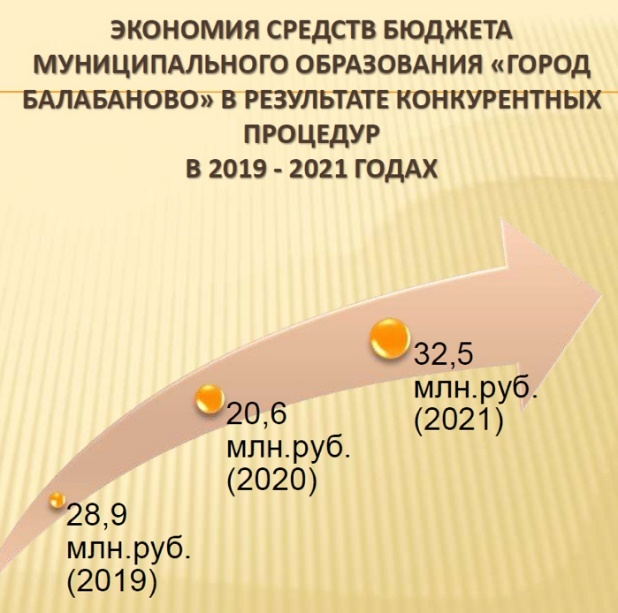 ЭКОНОМИЯ СРЕДСТВ БЮДЖЕТА
МУНИЦИПАЛЬНОГО ОБРАЗОВАНИЯ «ГОРОД
БАЛАБАНОВО» В РЕЗУЛЬТАТЕ КОНКУРЕНТНЫХ
ПРОЦЕДУР
В 2019 - 2021 ГОДАХ
32,5
млн.руб.
(2021)
20,6
млн.руб.
(2020)
28,9
млн.руб.
(2019)